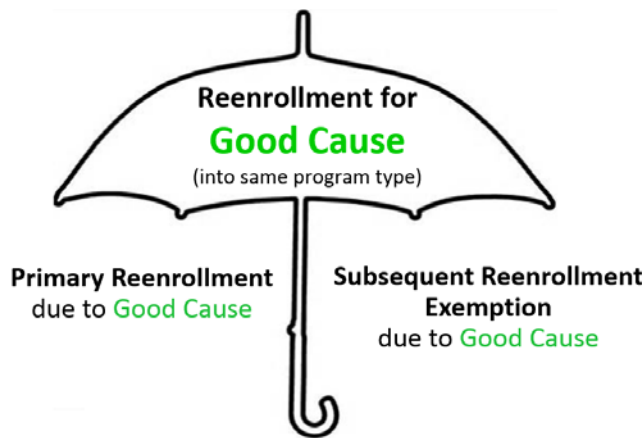 Reenrollment for
Good Cause
(into same program type)
Primary Reenrollment
due to Good Cause
Subsequent Reenrollment
Exemption
due to Good Cause